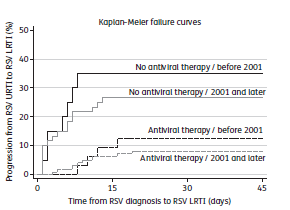 Kaplan-Meier failure curves
Progression from RSV URTI to RSV LRTI (%)
50
40
30
20
10
0
No antiviral therapy / before 2001
No antiviral therapy / 2001 and later
Antiviral therapy / before 2001
Antiviral therapy / 2001 and later
0 15 30 45
Time from RSV diagnosis to RSV LRTI (days)